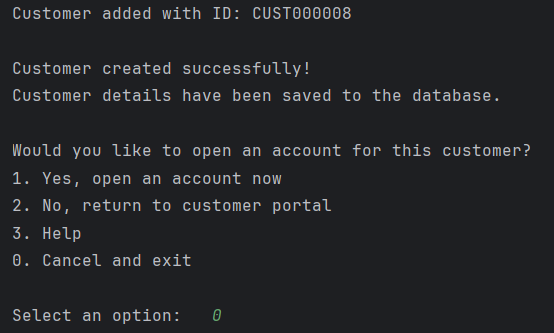 Customer added with ID: CUST000008
Customer created successfully!
Customer details have been saved to the database.
Would you like to open an account for this customer?
1. Yes, open an account now
2. No, return to customer portal
3. Help
0. Cancel and exit
Select an option:   0